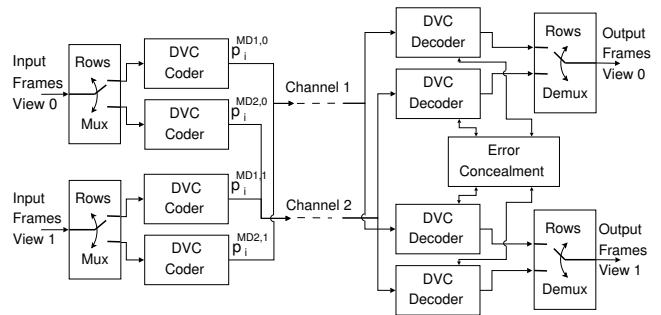 Input
Frames
View 0
Rows
Mux
DVC
Coder
p i MD1,0
DVC
Coder
p i MD2,0
Input
Frames
View 1
Rows
Mux
DVC
Coder
p i MD1,1
DVC
Coder
p i MD2,1
Channel 1
Channel 2
DVC
Decoder
DVC
Decoder
Error
Concealment
DVC
Decoder
DVC
Decoder
Rows
Demux
Output
Frames
View 0
Rows
Demux
Output
Frames
View 1